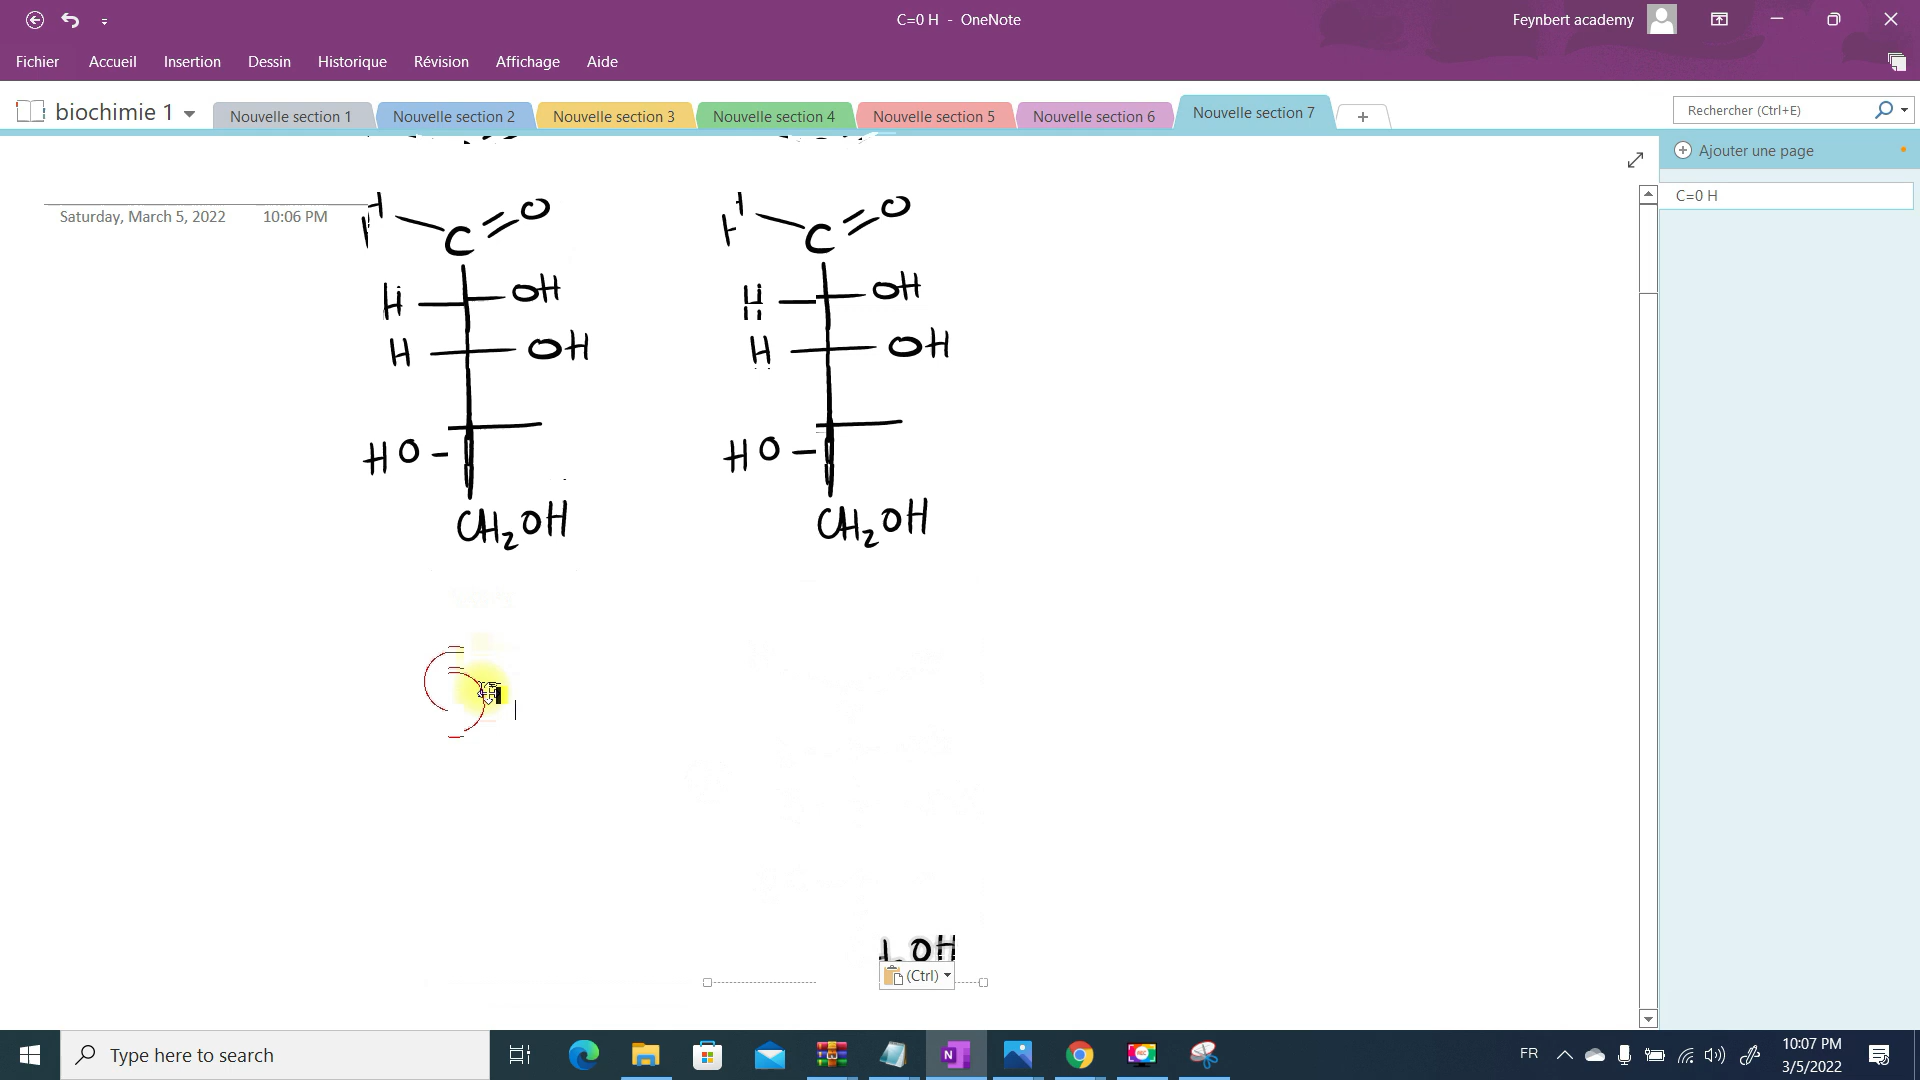 C=0 H - OneNote
Feynbert academy
Fichier Accueil Insertion Dessin Historique Révision Affichage Aide
biochimie 1
Nouvelle section 1
Nouvelle section 2
Nouvelle section 3
Nouvelle section 4
Nouvelle section 5
Nouvelle section 6
Nouvelle section 7
+
Rechercher (Ctrl+E)
Ajouter une page
C=0 H
Saturday, March 5, 2022 10:06 PM
H O H O
C C
H OH H OH
H OH H OH
HO HO
CH₂OH CH₂OH
OH
(Ctrl)
Type here to search
FR
10:07 PM
3/5/2022